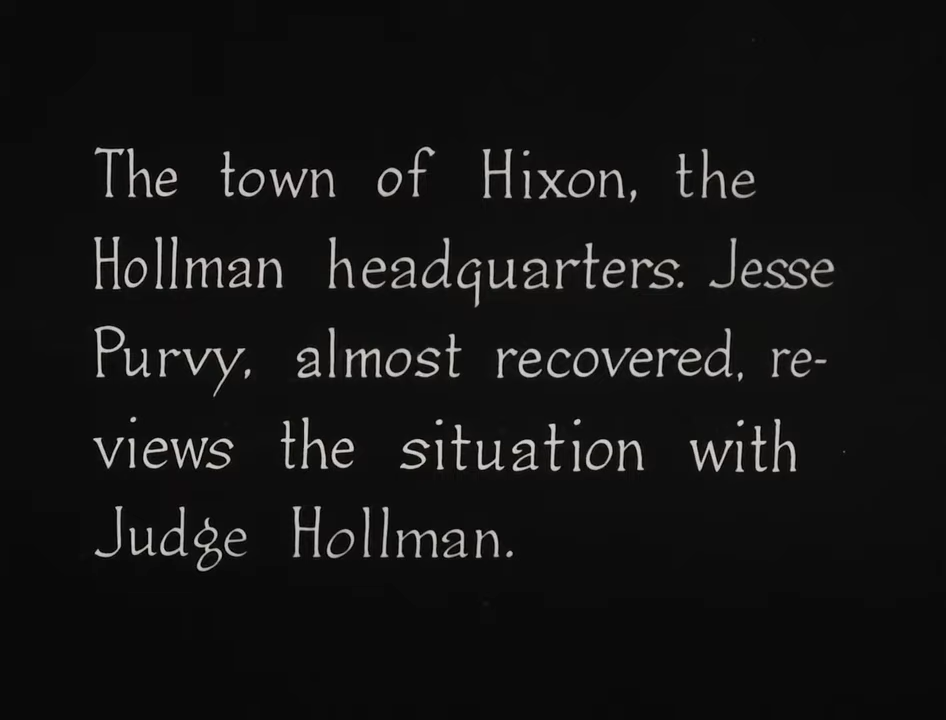 The town of Hixon, the
Hollman headquarters. Jesse
Purvy, almost recovered, re-
views the situation with
Judge Hollman.